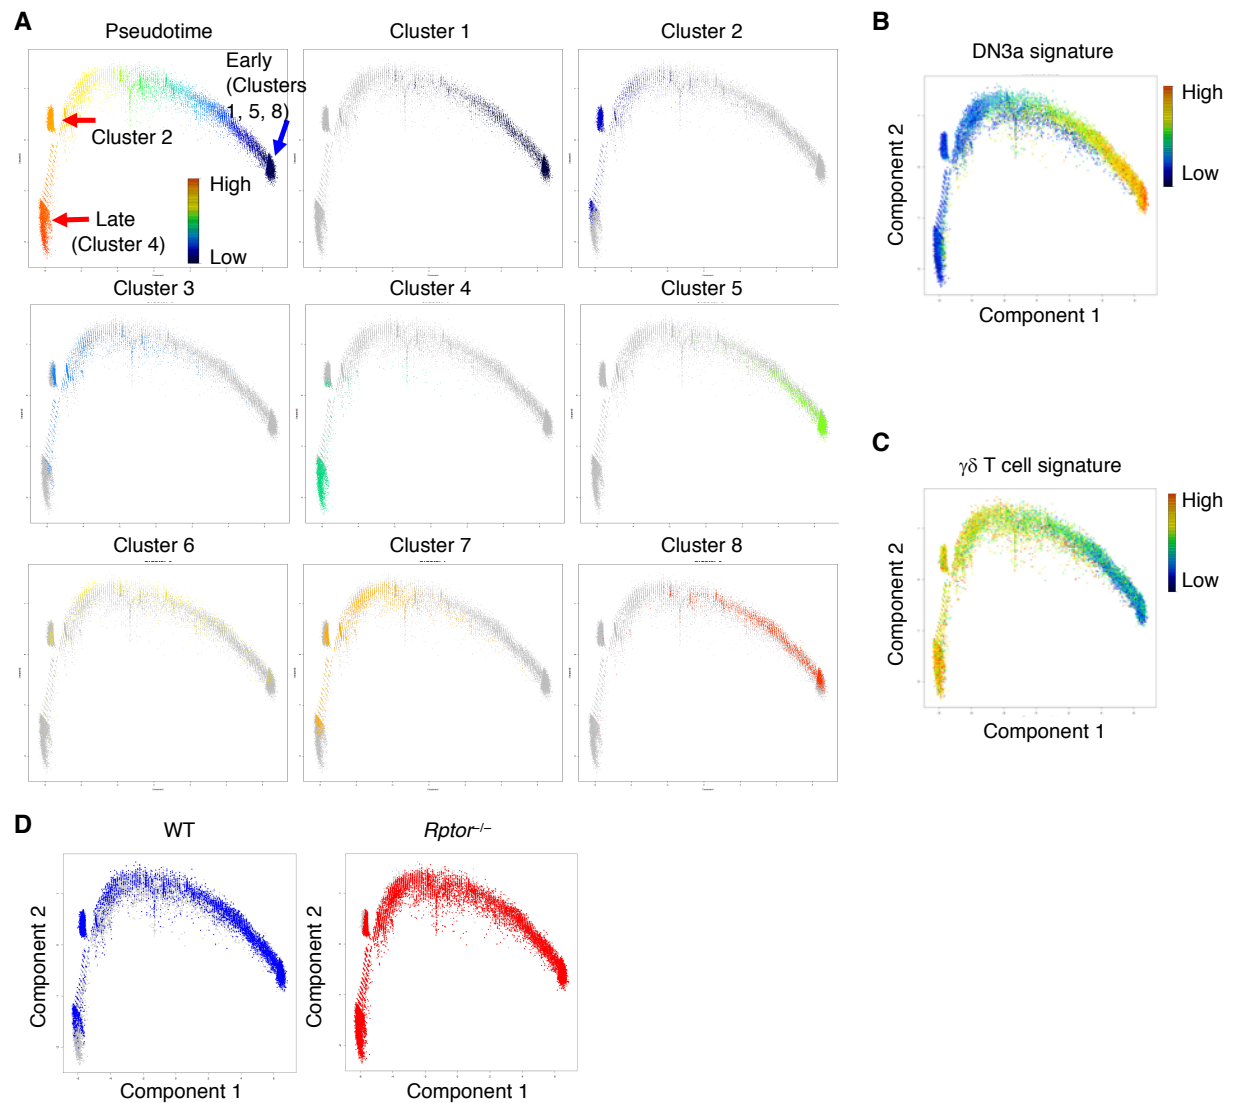 A
Pseudotime
Cluster 1
Cluster 2
Early
(Clusters
1, 5, 8)
Cluster 2
High
Late
(Cluster 4)
Low
Cluster 3
Cluster 4
Cluster 5
Cluster 6
Cluster 7
Cluster 8
B
DN3a signature
High
Low
Component 2
Component 1
C
γδ T cell signature
High
Low
Component 2
Component 1
D
WT
Rptor–/–
Component 2
Component 2
Component 1
Component 1